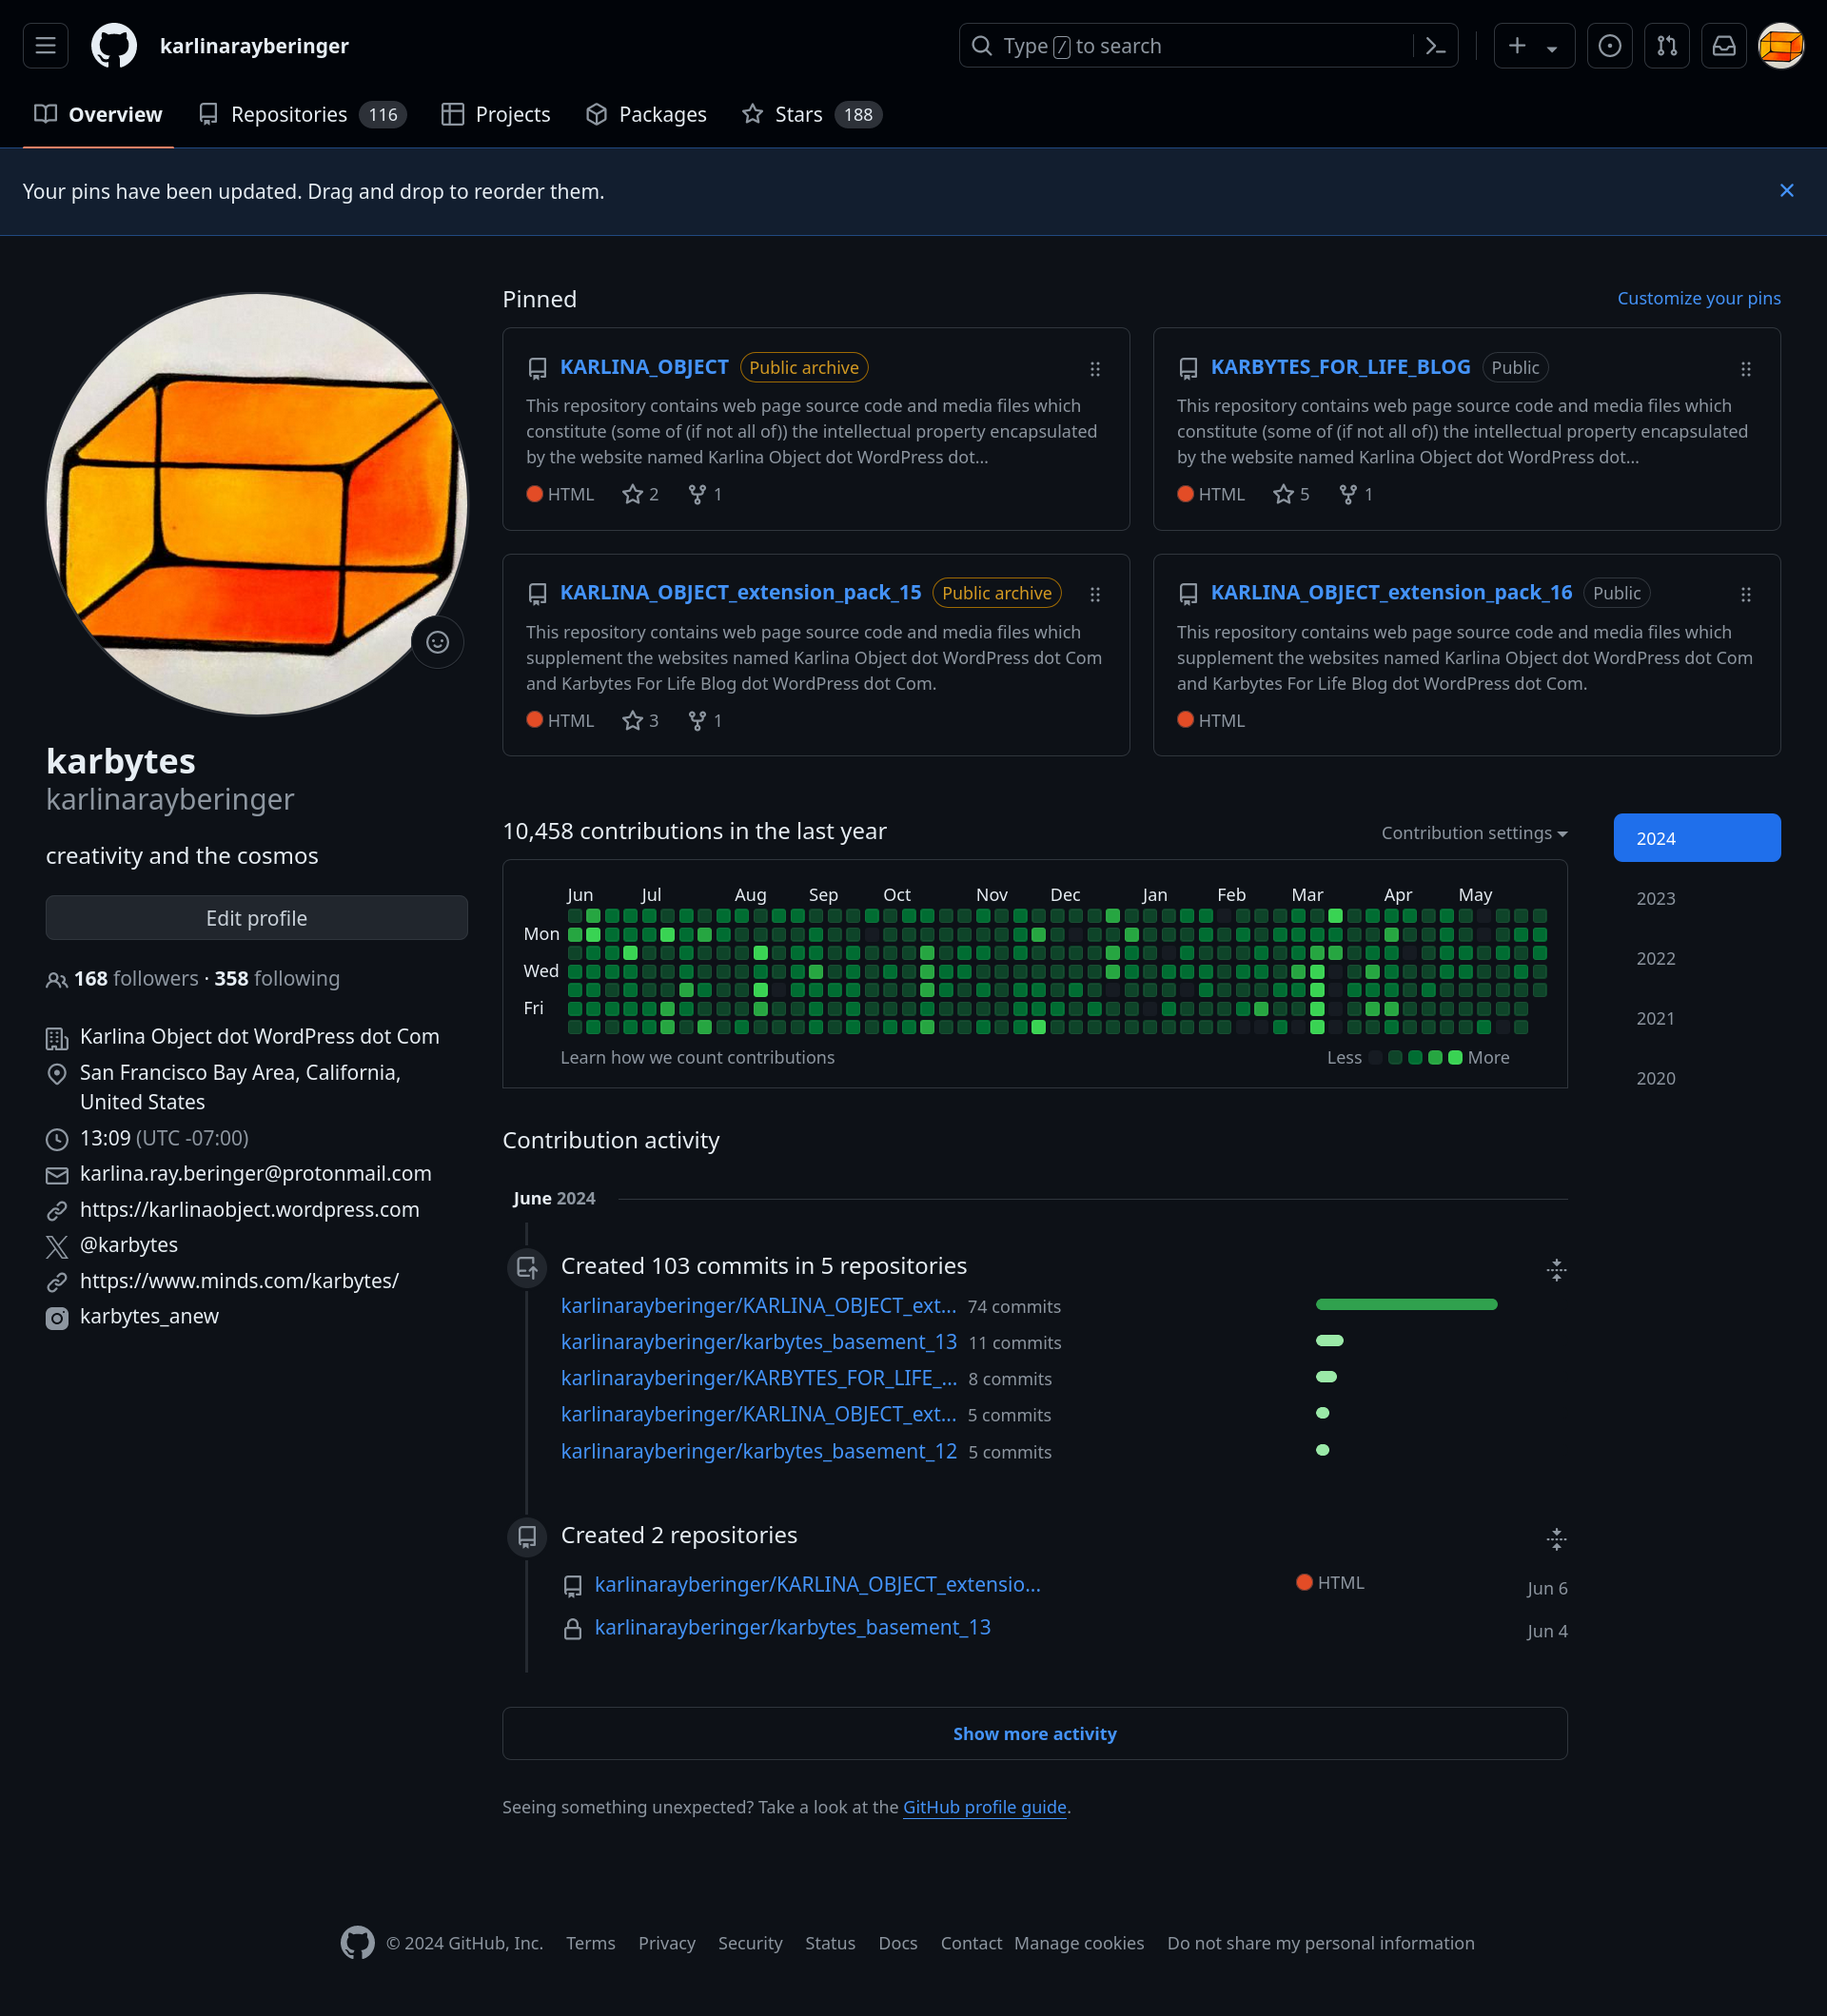 karlinarayberinger
Type / to search
Overview
Repositories 116
Projects
Packages
Stars 188
Your pins have been updated. Drag and drop to reorder them.
karbytes
karlinarayberinger
creativity and the cosmos
Edit profile
168 followers · 358 following
Karlina Object dot WordPress dot Com
San Francisco Bay Area, California,
United States
13:09 (UTC -07:00)
karlina.ray.beringer@protonmail.com
https://karlinaobject.wordpress.com
@karbytes
https://www.minds.com/karbytes/
karbytes_anew
Pinned
Customize your pins
KARLINA_OBJECT Public archive
This repository contains web page source code and media files which
constitute (some of (if not all of)) the intellectual property encapsulated
by the website named Karlina Object dot WordPress dot...
HTML 2 1
KARBYTES_FOR_LIFE_BLOG Public
This repository contains web page source code and media files which
constitute (some of (if not all of)) the intellectual property encapsulated
by the website named Karlina Object dot WordPress dot...
HTML 5 1
KARLINA_OBJECT_extension_pack_15 Public archive
This repository contains web page source code and media files which
supplement the websites named Karlina Object dot WordPress dot Com
and Karbytes For Life Blog dot WordPress dot Com.
HTML 3 1
KARLINA_OBJECT_extension_pack_16 Public
This repository contains web page source code and media files which
supplement the websites named Karlina Object dot WordPress dot Com
and Karbytes For Life Blog dot WordPress dot Com.
HTML
10,458 contributions in the last year
Contribution settings
Jun Jul Aug Sep Oct Nov Dec Jan Feb Mar Apr May
Mon
Wed
Fri
Learn how we count contributions
Less More
2024
2023
2022
2021
2020
Contribution activity
June 2024
Created 103 commits in 5 repositories
karlinarayberinger/KARLINA_OBJECT_ext... 74 commits
karlinarayberinger/karbytes_basement_13 11 commits
karlinarayberinger/KARBYTES_FOR_LIFE_... 8 commits
karlinarayberinger/KARLINA_OBJECT_ext... 5 commits
karlinarayberinger/karbytes_basement_12 5 commits
Created 2 repositories
karlinarayberinger/KARLINA_OBJECT_extensio... HTML Jun 6
karlinarayberinger/karbytes_basement_13 Jun 4
Show more activity
Seeing something unexpected? Take a look at the GitHub profile guide.
© 2024 GitHub, Inc. Terms Privacy Security Status Docs Contact Manage cookies Do not share my personal information